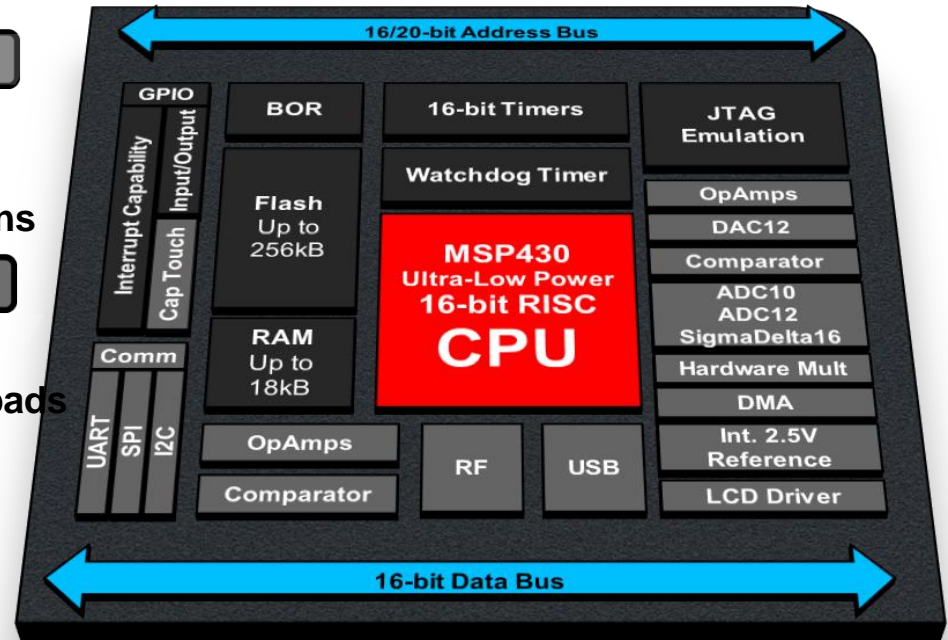 16/20-bit Address Bus
GPIO
Interrupt Capability
Input/Output
Cap Touch
BOR
Flash
Up to
256kB
RAM
Up to
18kB
16-bit Timers
Watchdog Timer
MSP430
Ultra-Low Power
16-bit RISC
CPU
JTAG
Emulation
OpAmps
DAC12
Comparator
ADC10
ADC12
SigmaDelta16
Hardware Mult
DMA
Int. 2.5V
Reference
LCD Driver
Comm
UART
SPI
I2C
OpAmps
Comparator
RF
USB
16-bit Data Bus